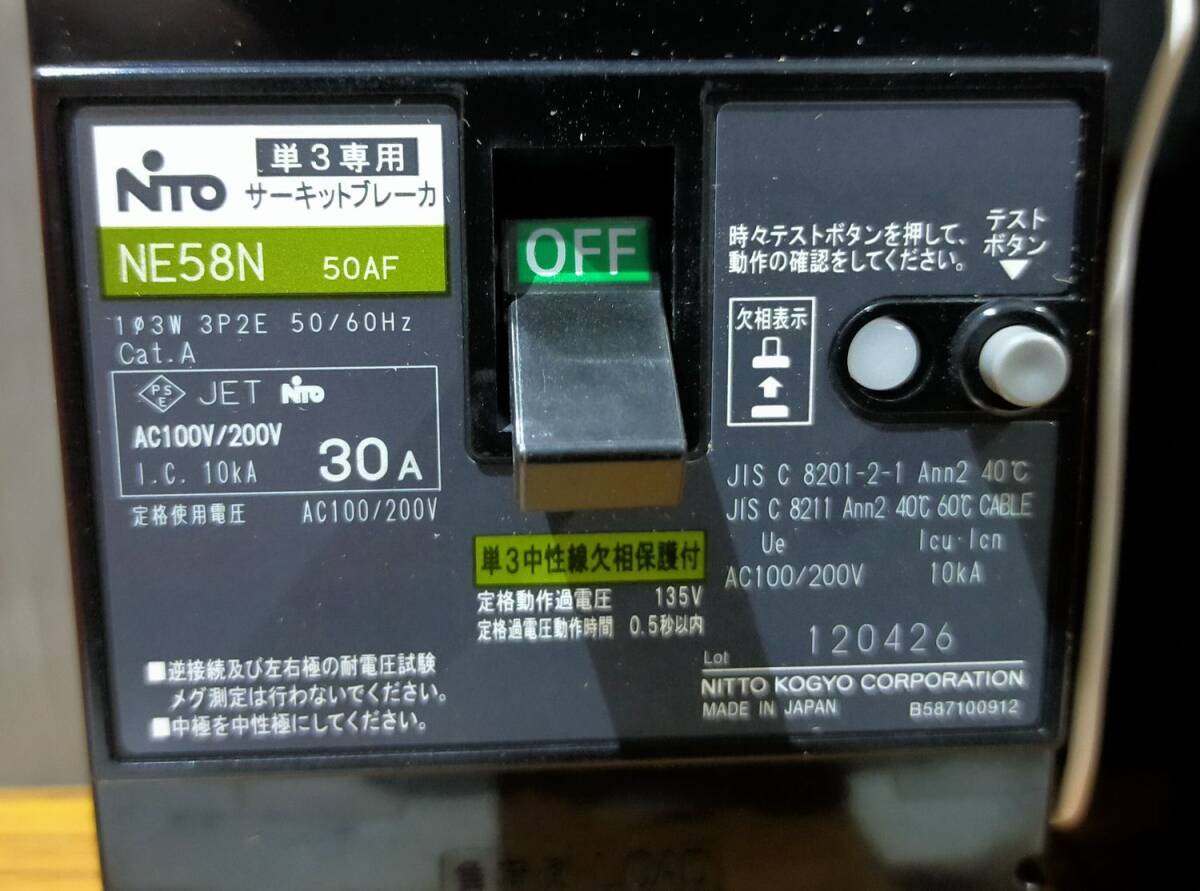 NiTO
単3専用
サーキットブレーカ
NE58N 50AF
1φ3W 3P2E 50/60Hz
Cat.A
PSE JET NiTO
AC100V/200V
I.C. 10kA 30A
定格使用電圧 AC100/200V
■逆接続及び左右極の耐電圧試験
メグ測定は行わないでください。
■中極を中性極にしてください。
OFF
単3中性線欠相保護付
定格動作過電圧 135V
定格過電圧動作時間 0.5秒以内
時々テストボタンを押して、
動作の確認をしてください。
テスト
ボタン
▼
欠相表示
JIS C 8201-2-1 Ann2 40℃
JIS C 8211 Ann2 40℃ 60℃ CABLE
Ue Icu·Icn
AC100/200V 10kA
Lot 120426
NITTO KOGYO CORPORATION
MADE IN JAPAN B587100912